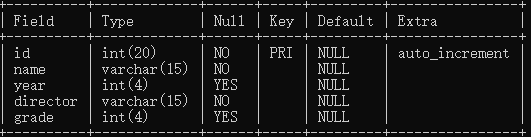 | Field | Type | Null | Key | Default | Extra |
| id | int(20) | NO | PRI | NULL | auto_increment |
| name | varchar(15) | NO | | NULL | |
| year | int(4) | YES | | NULL | |
| director | varchar(15) | NO | | NULL | |
| grade | int(4) | YES | | NULL | |